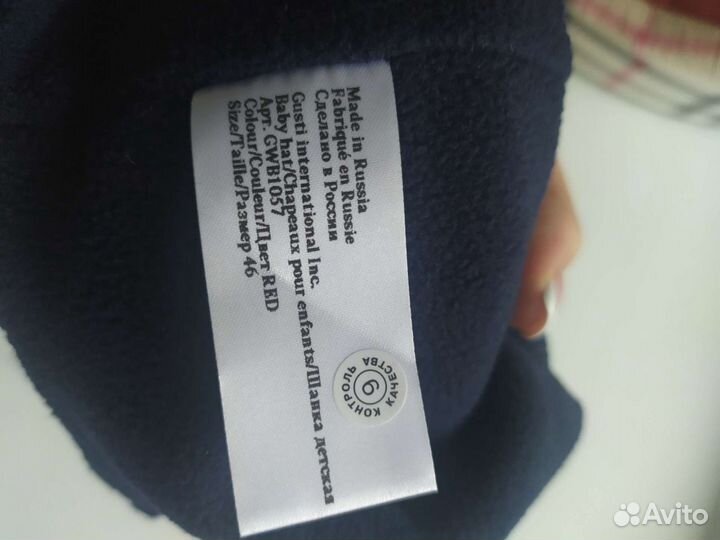 Made in Russia
Fabriqué en Russie
Сделано в России
Gusti international Inc.
Baby hat/Chapeaux pour enfants/Шапка детская
Арт. GWB1057
Colour/Couleur/Цвет RED
Size/Taille/Размер 46
КОНТРОЛЬ
9
КАЧЕСТВА
Avito